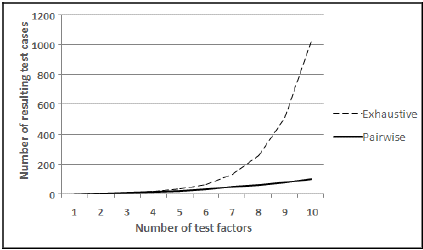 1200
1000
800
600
400
200
0
Number of resulting test cases
1 2 3 4 5 6 7 8 9 10
Number of test factors
Exhaustive
Pairwise